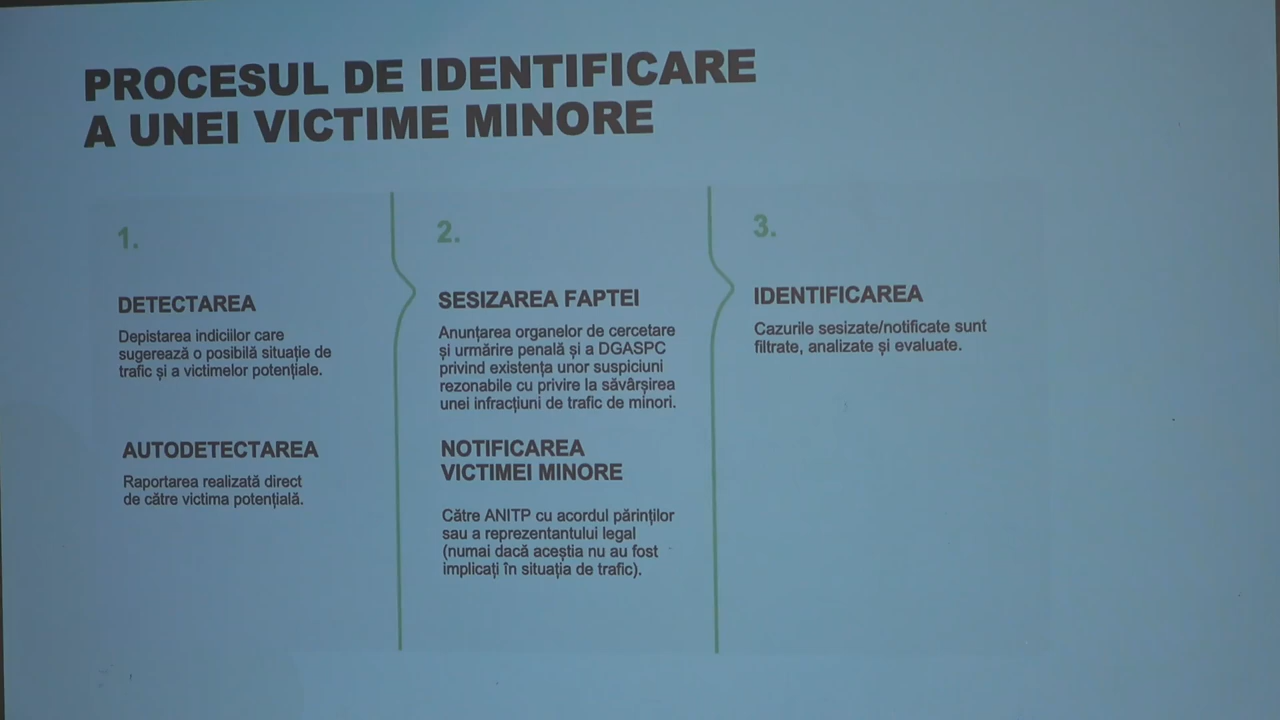 PROCESUL DE IDENTIFICARE
A UNEI VICTIME MINORE
1.
DETECTAREA
Depistarea indiciilor care
sugerează o posibilă situație de
trafic și a victimelor potențiale.
AUTODETECTAREA
Raportarea realizată direct
de către victima potențială.
2.
SESIZAREA FAPTEI
Anunțarea organelor de cercetare
și urmărire penală și a DGASPC
privind existența unor suspiciuni
rezonabile cu privire la săvârșirea
unei infracțiuni de trafic de minori.
NOTIFICAREA
VICTIMEI MINORE
Către ANITP cu acordul părinților
sau a reprezentantului legal
(numai dacă aceștia nu au fost
implicați în situația de trafic).
3.
IDENTIFICAREA
Cazurile sesizate/notificate sunt
filtrate, analizate și evaluate.